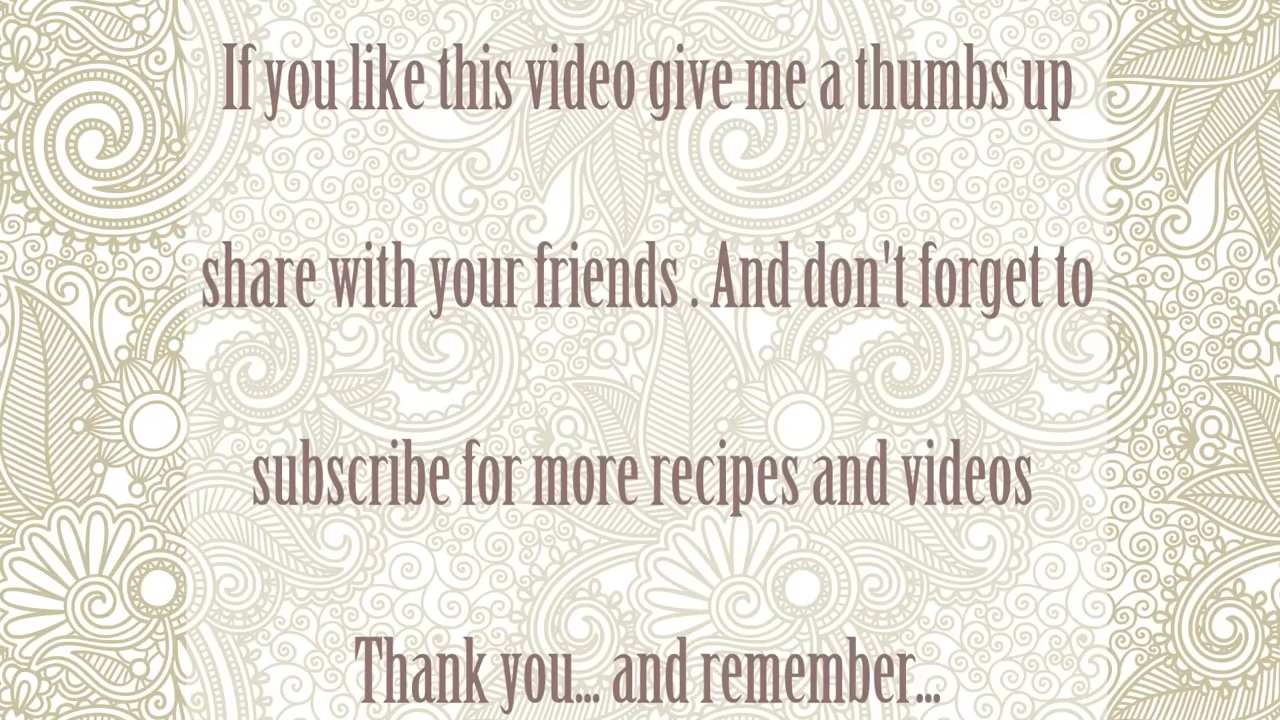 If you like this video give me a thumbs up
share with your friends . And don't forget to
subscribe for more recipes and videos
Thank you... and remember...